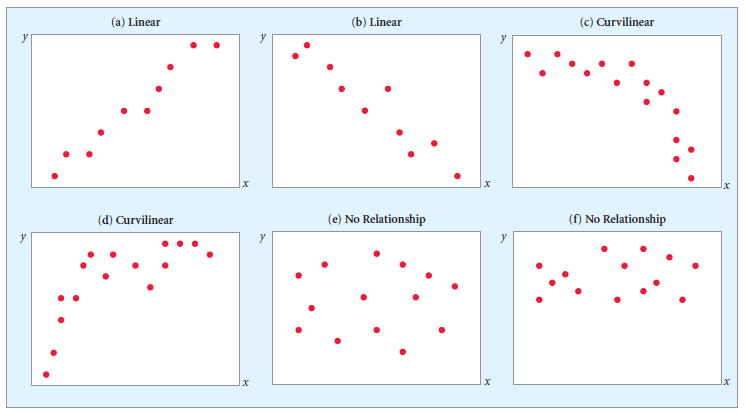 (a) Linear
(b) Linear
(c) Curvilinear
y
y
y
x
x
x
(d) Curvilinear
(e) No Relationship
(f) No Relationship
y
y
y
x
x
x